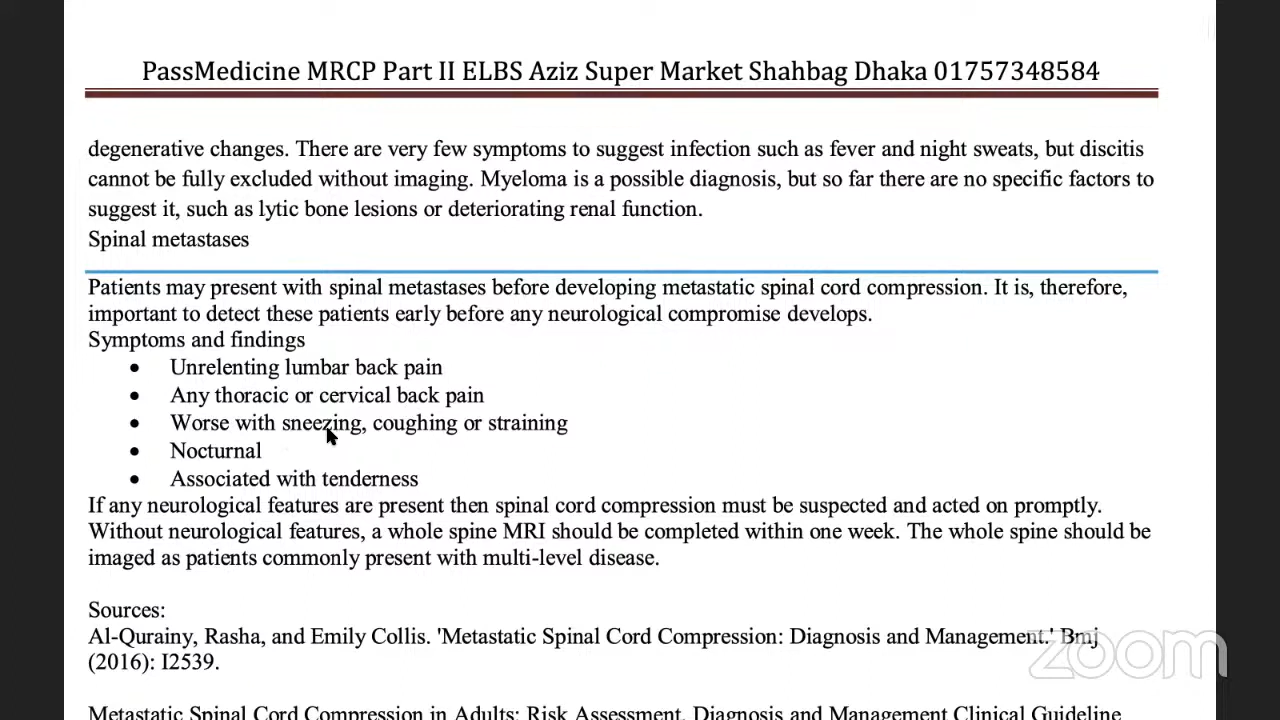 PassMedicine MRCP Part II ELBS Aziz Super Market Shahbag Dhaka 01757348584
degenerative changes. There are very few symptoms to suggest infection such as fever and night sweats, but discitis
cannot be fully excluded without imaging. Myeloma is a possible diagnosis, but so far there are no specific factors to
suggest it, such as lytic bone lesions or deteriorating renal function.
Spinal metastases
Patients may present with spinal metastases before developing metastatic spinal cord compression. It is, therefore,
important to detect these patients early before any neurological compromise develops.
Symptoms and findings
• Unrelenting lumbar back pain
• Any thoracic or cervical back pain
• Worse with sneezing, coughing or straining
• Nocturnal
• Associated with tenderness
If any neurological features are present then spinal cord compression must be suspected and acted on promptly.
Without neurological features, a whole spine MRI should be completed within one week. The whole spine should be
imaged as patients commonly present with multi-level disease.
Sources:
Al-Qurainy, Rasha, and Emily Collis. 'Metastatic Spinal Cord Compression: Diagnosis and Management.' Bmj
(2016): I2539.
zoom
Metastatic Spinal Cord Compression in Adults: Risk Assessment, Diagnosis and Management Clinical Guideline